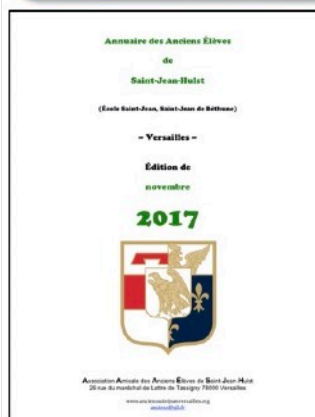 Annuaire des Anciens Élèves
de
Saint-Jean-Hulst
(École Saint-Jean, Saint-Jean de Béthune)
– Versailles –
Édition de
novembre
2017
Association Amicale des Anciens Élèves de Saint-Jean-Hulst
26 rue du maréchal de Lattre de Tassigny 78000 Versailles